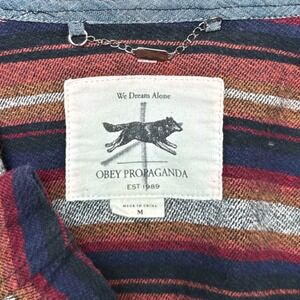 We Dream Alone
OBEY PROPAGANDA
EST 1989
MADE IN CHINA
M